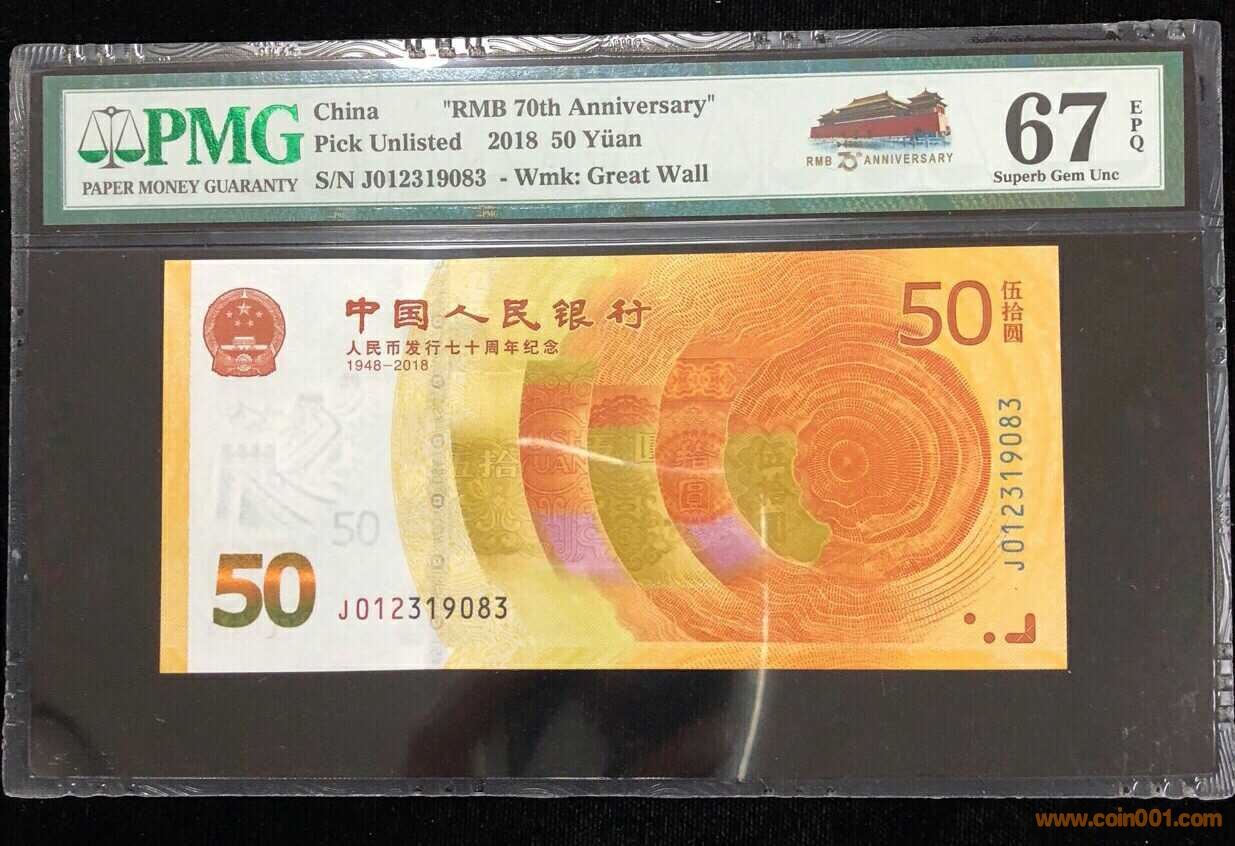 PMG
PAPER MONEY GUARANTY
China "RMB 70th Anniversary"
Pick Unlisted 2018 50 Yüan
S/N J012319083 - Wmk: Great Wall
RMB 70 ANNIVERSARY
67
EPQ
Superb Gem Unc
中国人民银行
人民币发行七十周年纪念
1948-2018
50
伍拾圆
50
50
J012319083
J012319083
www.coin001.com